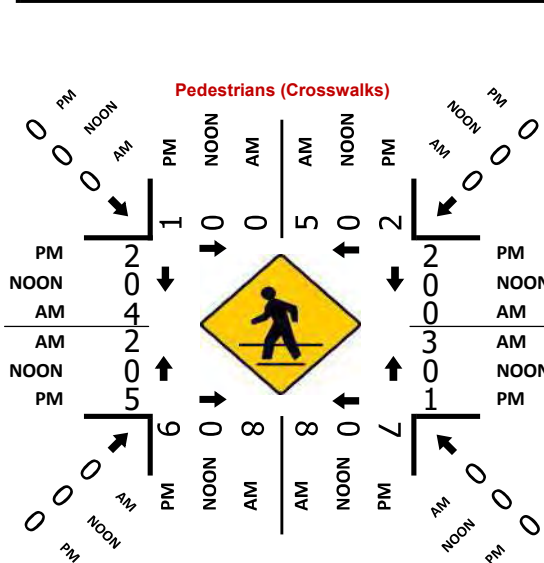 Pedestrians (Crosswalks)
PM NOON AM
0 0 0
PM NOON AM AM NOON PM
1 0 0 5 0 2
PM NOON AM
0 0 0
PM 2 2 PM
NOON 0 0 NOON
AM 4 0 AM
AM 2 3 AM
NOON 0 0 NOON
PM 5 1 PM
6 0 8 8 0 7
PM NOON AM AM NOON PM
0 0 0
AM NOON PM
0 0 0
AM NOON PM